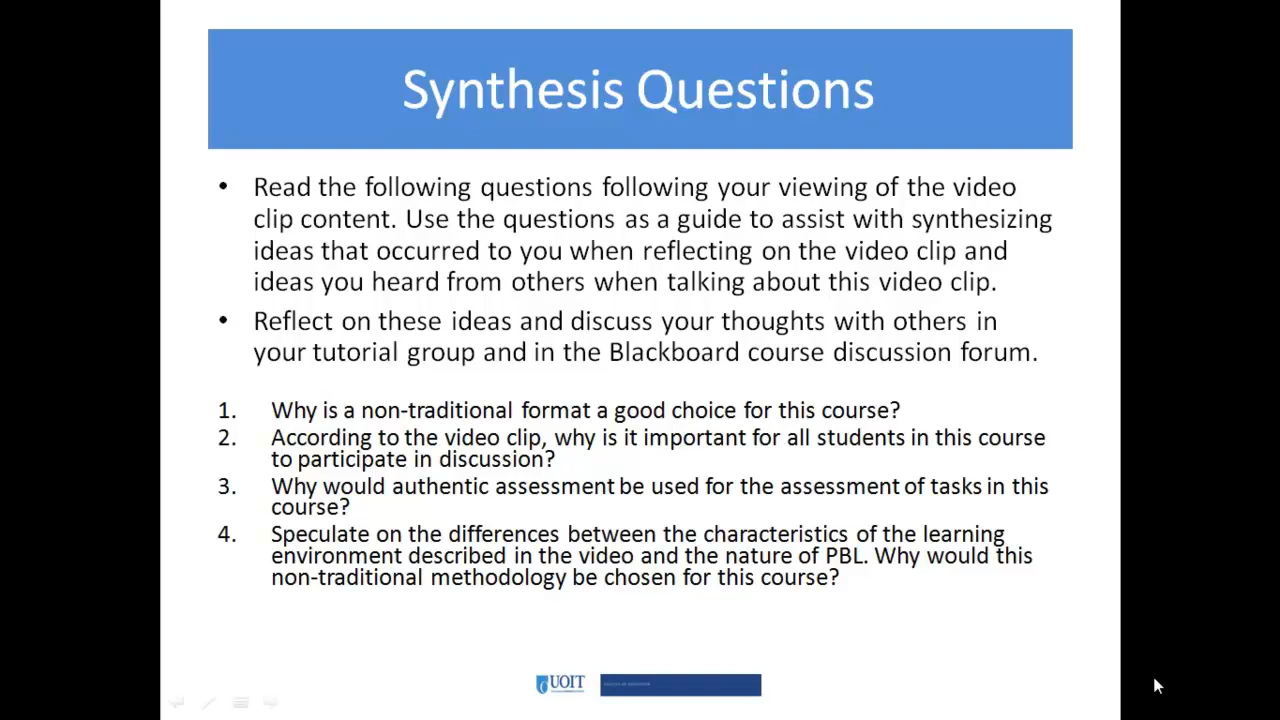 Synthesis Questions
• Read the following questions following your viewing of the video
clip content. Use the questions as a guide to assist with synthesizing
ideas that occurred to you when reflecting on the video clip and
ideas you heard from others when talking about this video clip.
• Reflect on these ideas and discuss your thoughts with others in
your tutorial group and in the Blackboard course discussion forum.
1. Why is a non-traditional format a good choice for this course?
2. According to the video clip, why is it important for all students in this course
to participate in discussion?
3. Why would authentic assessment be used for the assessment of tasks in this
course?
4. Speculate on the differences between the characteristics of the learning
environment described in the video and the nature of PBL. Why would this
non-traditional methodology be chosen for this course?
UOIT